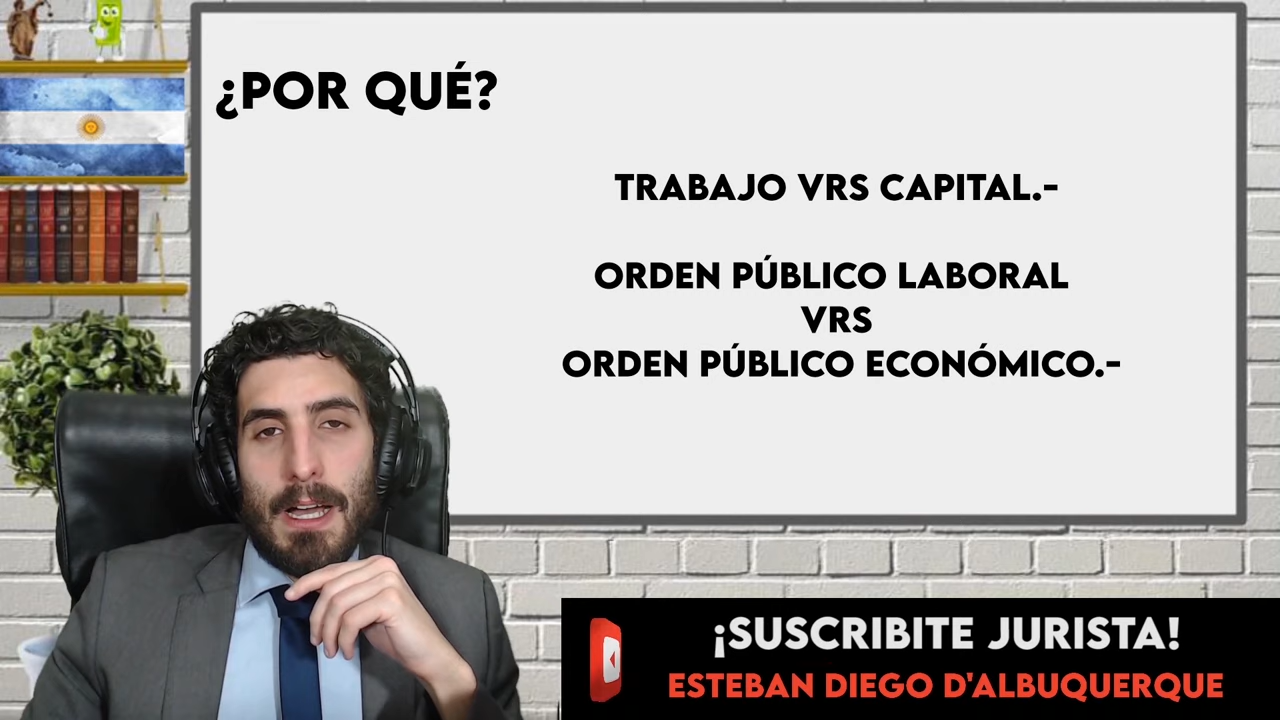 ¿POR QUÉ?
TRABAJO VRS CAPITAL.-
ORDEN PÚBLICO LABORAL
VRS
ORDEN PÚBLICO ECONÓMICO.-
¡SUSCRIBITE JURISTA!
ESTEBAN DIEGO D'ALBUQUERQUE